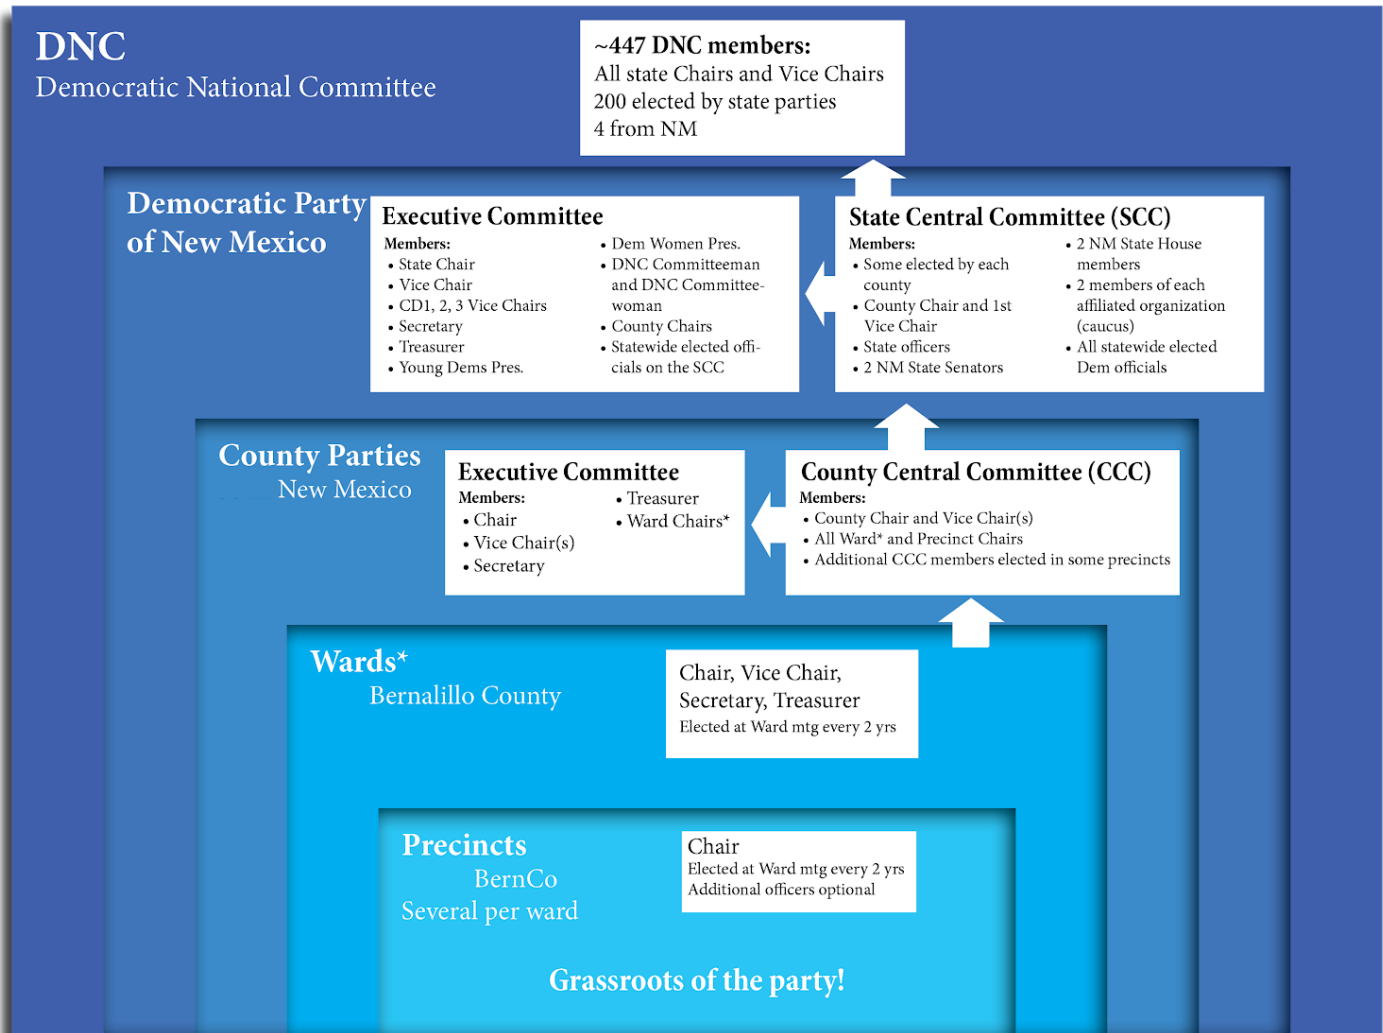 DNC
Democratic National Committee
~447 DNC members:
All state Chairs and Vice Chairs
200 elected by state parties
4 from NM
Democratic Party
of New Mexico
Executive Committee
Members:
• State Chair
• Vice Chair
• CD1, 2, 3 Vice Chairs
• Secretary
• Treasurer
• Young Dems Pres.
• Dem Women Pres.
• DNC Committeeman
and DNC Committee-
woman
• County Chairs
• Statewide elected offi-
cials on the SCC
State Central Committee (SCC)
Members:
• Some elected by each
county
• County Chair and 1st
Vice Chair
• State officers
• 2 NM State Senators
• 2 NM State House
members
• 2 members of each
affiliated organization
(caucus)
• All statewide elected
Dem officials
County Parties
New Mexico
Executive Committee
Members:
• Chair
• Vice Chair(s)
• Secretary
• Treasurer
• Ward Chairs*
County Central Committee (CCC)
Members:
• County Chair and Vice Chair(s)
• All Ward* and Precinct Chairs
• Additional CCC members elected in some precincts
Wards*
Bernalillo County
Chair, Vice Chair,
Secretary, Treasurer
Elected at Ward mtg every 2 yrs
Precincts
BernCo
Several per ward
Chair
Elected at Ward mtg every 2 yrs
Additional officers optional
Grassroots of the party!